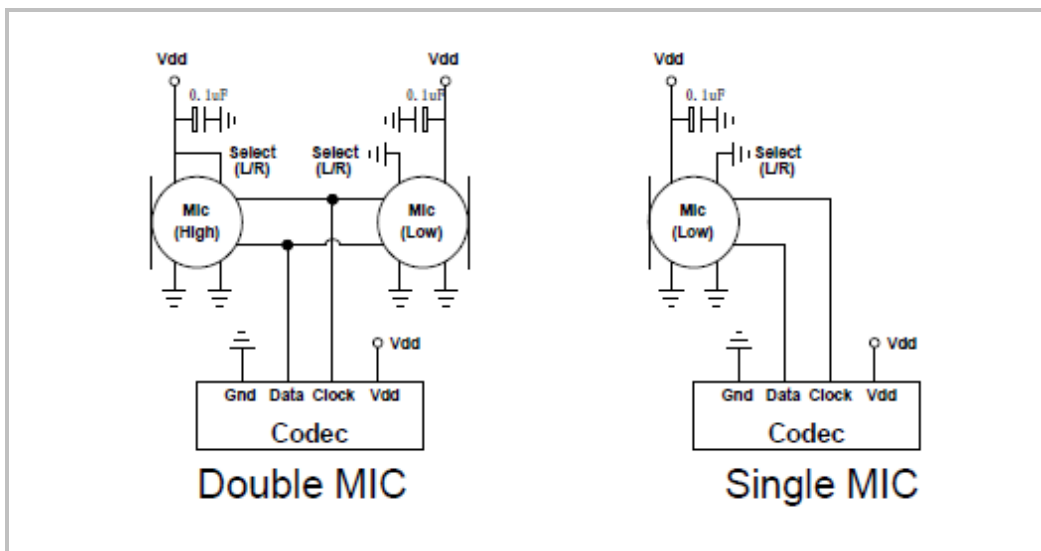 Vdd
0.1uF
Select
(L/R)
Mic
(High)
Vdd
0.1uF
Select
(L/R)
Mic
(Low)
Vdd
Gnd Data Clock Vdd
Codec
Double MIC
Vdd
0.1uF
Select
(L/R)
Mic
(Low)
Vdd
Gnd Data Clock Vdd
Codec
Single MIC